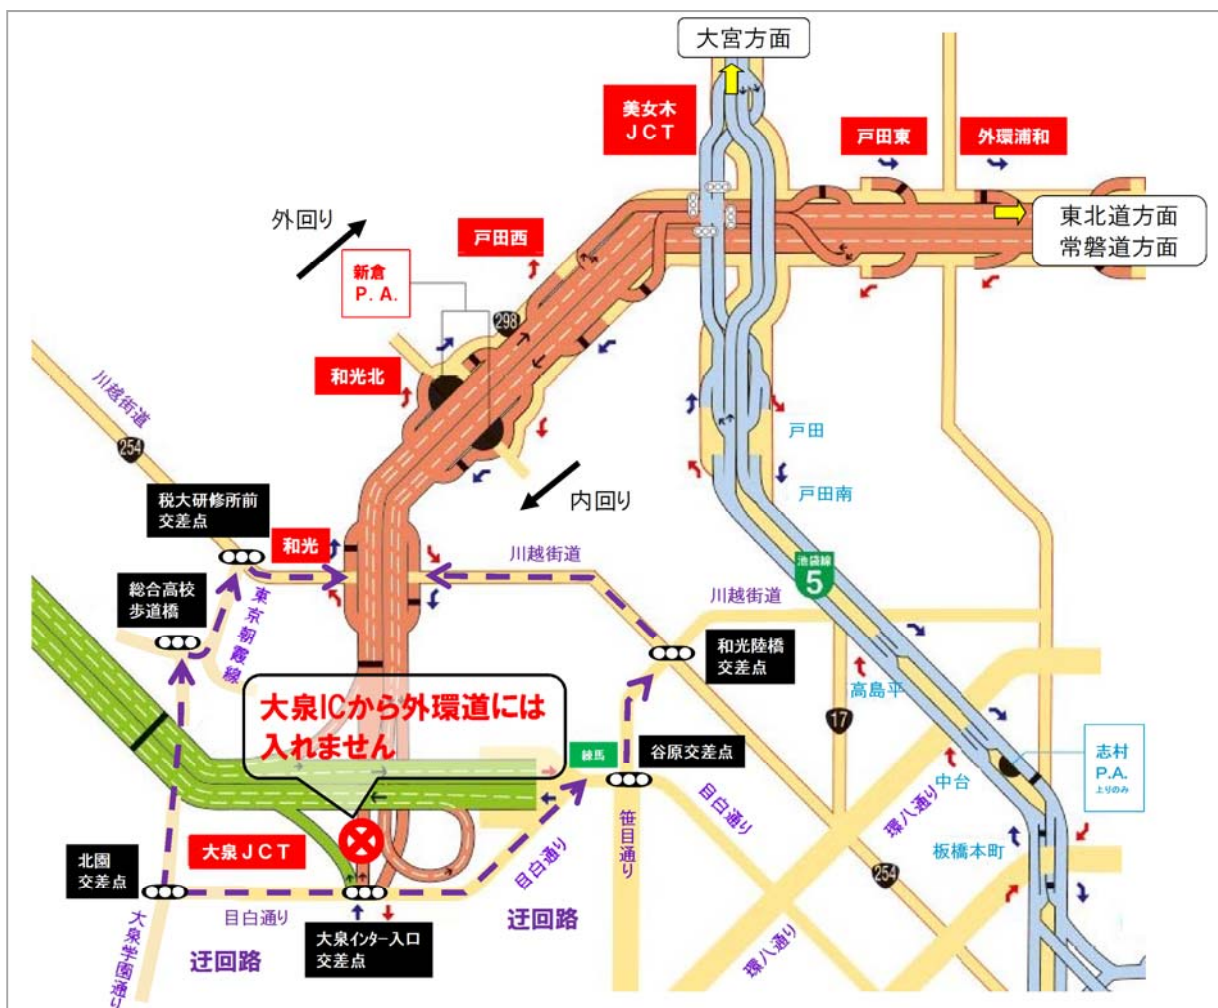 大宮方面
美女木
JCT
戸田東
外環浦和
外回り
戸田西
東北道方面
常磐道方面
新倉
P.A.
298
和光北
川越街道
254
戸田
戸田南
内回り
税大研修所前
交差点
和光
川越街道
池袋線
5
川越街道
総合高校
歩道橋
東京朝霞線
和光陸橋
交差点
高島平
大泉ICから外環道には
入れません
17
練馬
谷原交差点
志村
P.A.
上りのみ
中台
目白通り
環八通り
笹目通り
大泉JCT
北園
交差点
目白通り
板橋本町
254
目白通り
迂回路
大泉インター入口
交差点
大泉学園通り
迂回路
環八通り